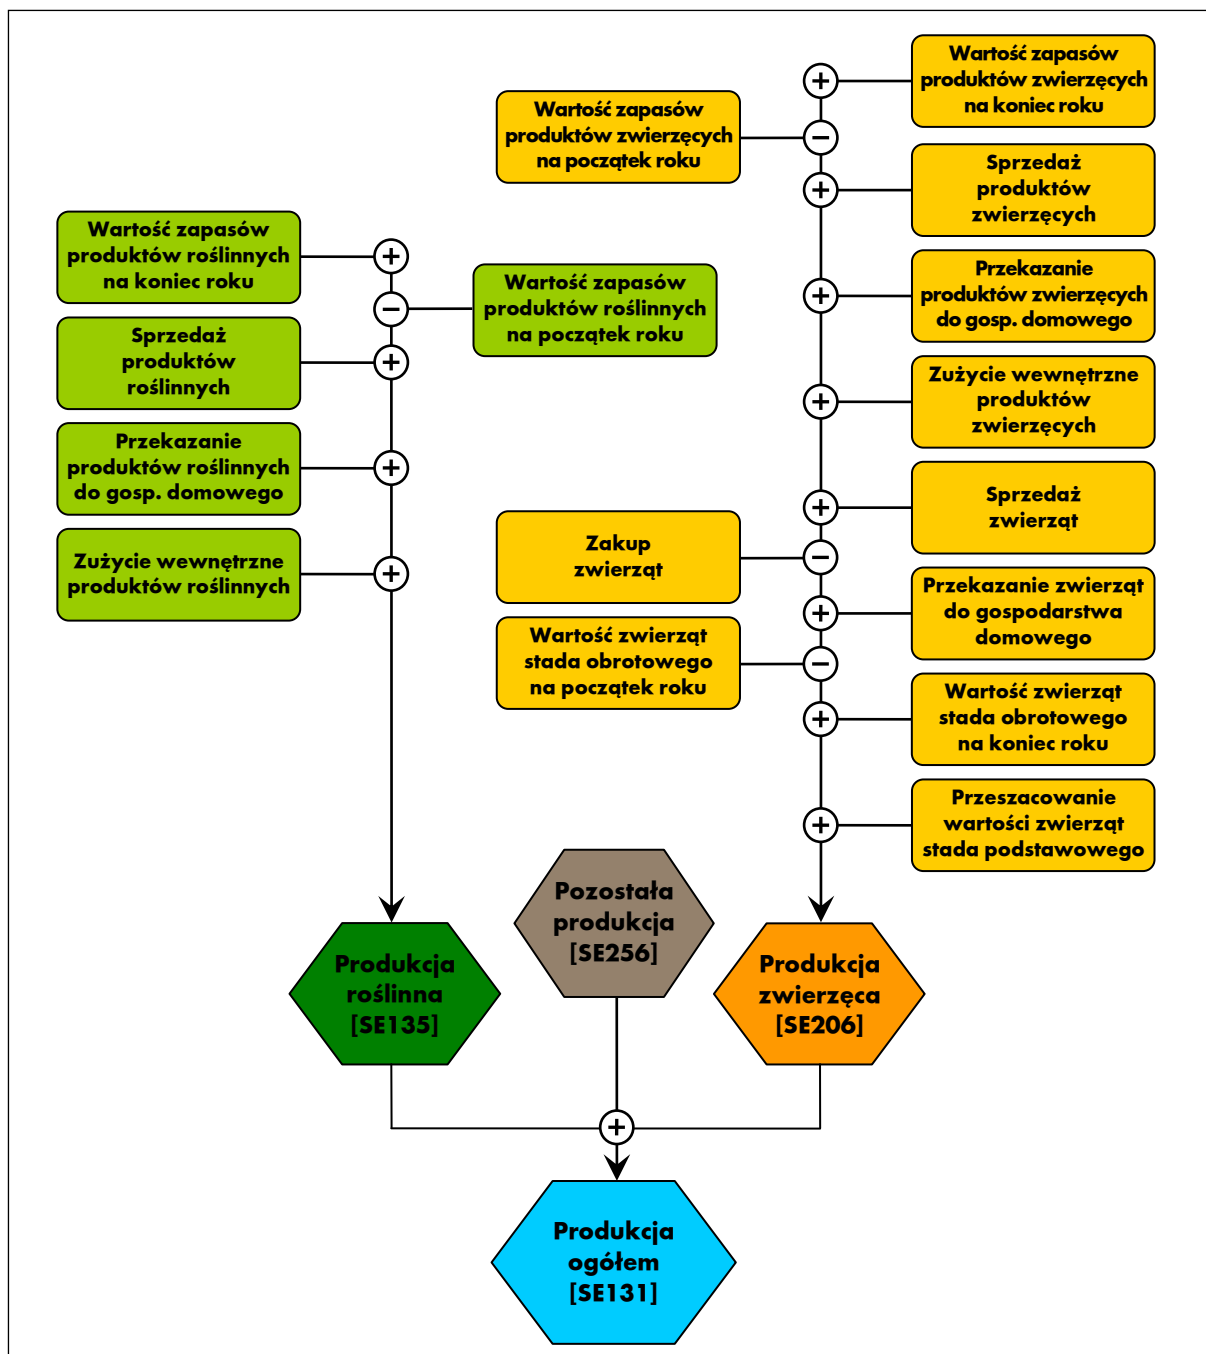 Wartość zapasów
produktów zwierzęcych
na koniec roku
Wartość zapasów
produktów zwierzęcych
na początek roku
Sprzedaż
produktów
zwierzęcych
Wartość zapasów
produktów roślinnych
na koniec roku
Wartość zapasów
produktów roślinnych
na początek roku
Przekazanie
produktów zwierzęcych
do gosp. domowego
Sprzedaż
produktów
roślinnych
Zużycie wewnętrzne
produktów
zwierzęcych
Przekazanie
produktów roślinnych
do gosp. domowego
Sprzedaż
zwierząt
Zakup
zwierząt
Zużycie wewnętrzne
produktów roślinnych
Przekazanie zwierząt
do gospodarstwa
domowego
Wartość zwierząt
stada obrotowego
na początek roku
Wartość zwierząt
stada obrotowego
na koniec roku
Przeszacowanie
wartości zwierząt
stada podstawowego
Pozostała
produkcja
[SE256]
Produkcja
roślinna
[SE135]
Produkcja
zwierzęca
[SE206]
Produkcja
ogółem
[SE131]